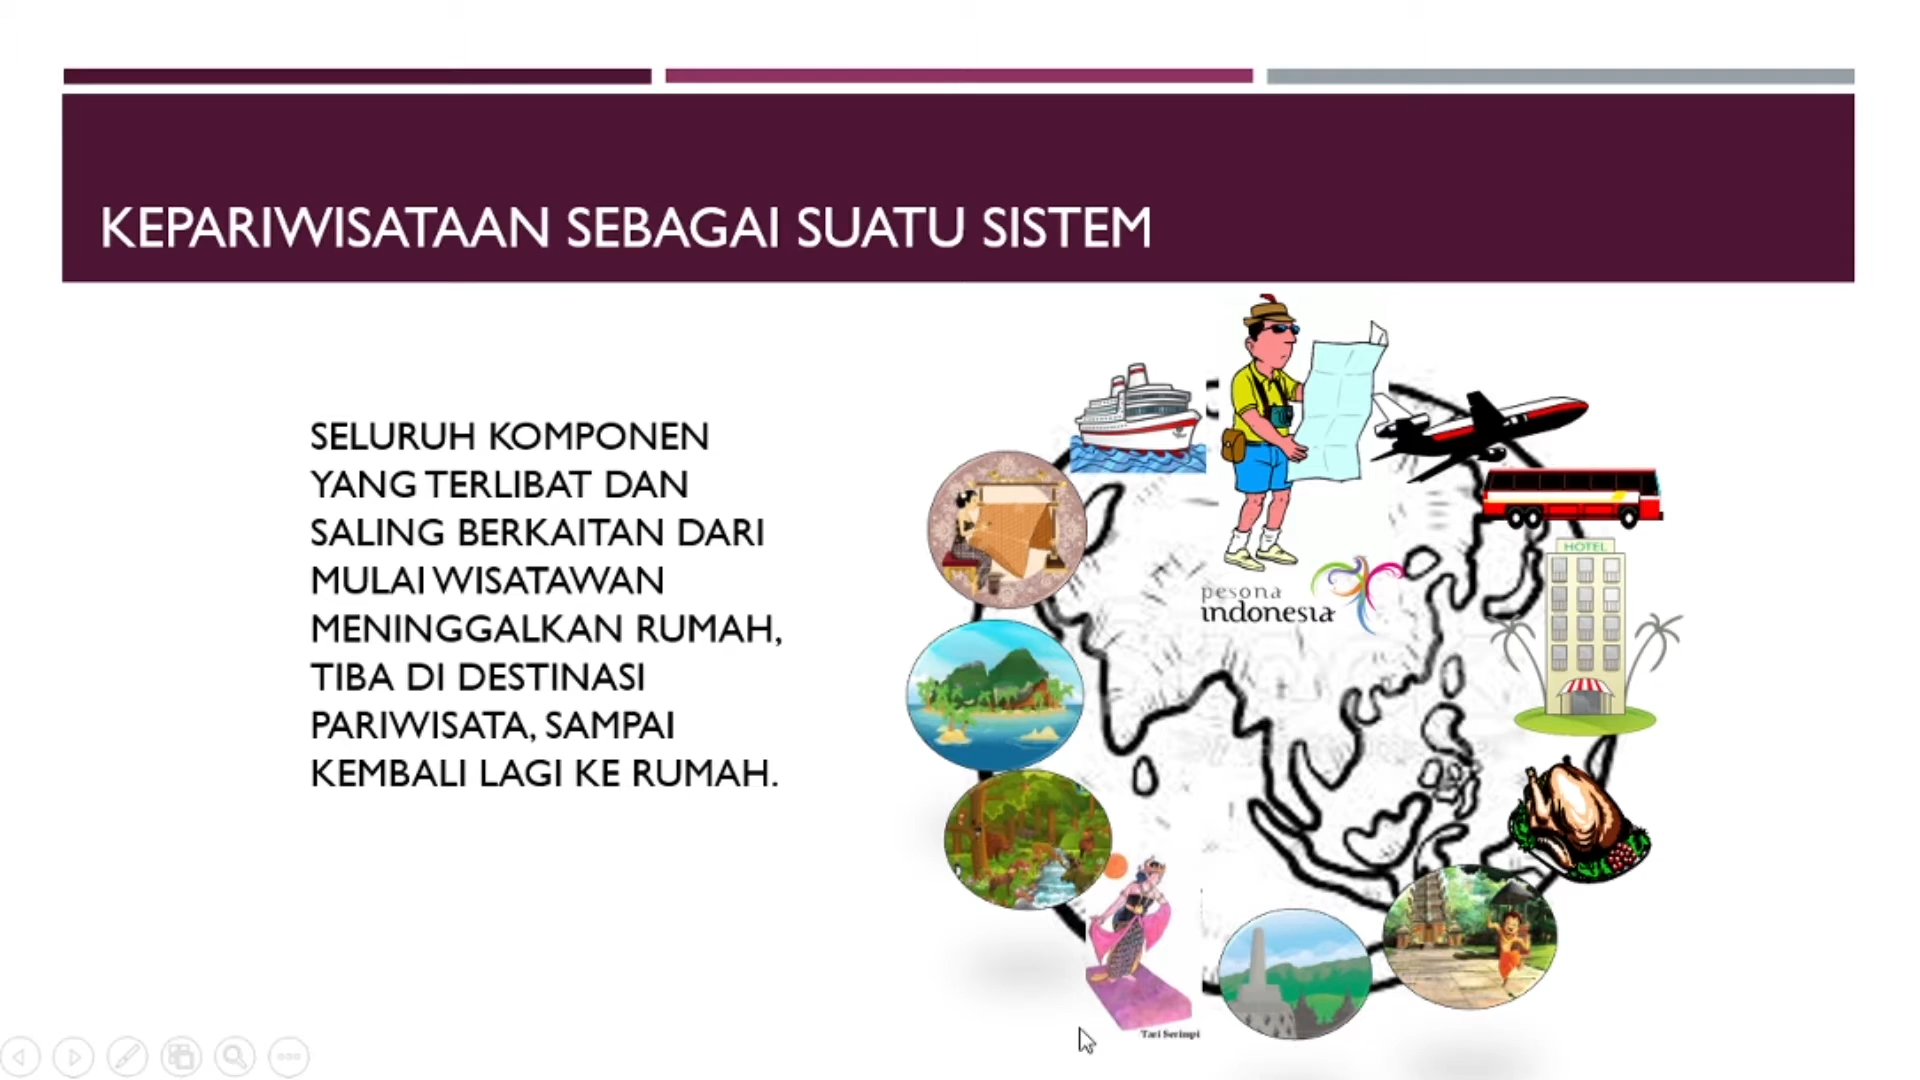 KEPARIWISATAAN SEBAGAI SUATU SISTEM
SELURUH KOMPONEN
YANG TERLIBAT DAN
SALING BERKAITAN DARI
MULAI WISATAWAN
MENINGGALKAN RUMAH,
TIBA DI DESTINASI
PARIWISATA, SAMPAI
KEMBALI LAGI KE RUMAH.
HOTEL
pesona
indonesia
Tari Serimpi